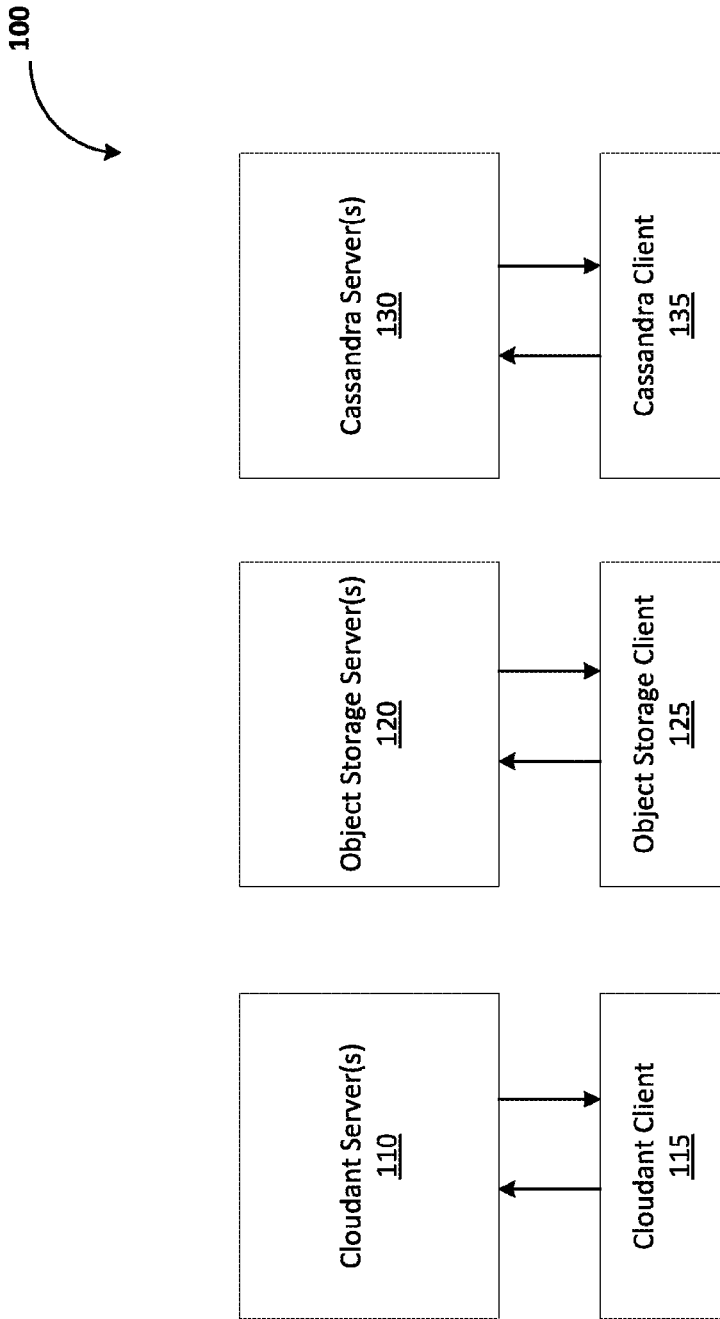 100
Cloudant Server(s)
110
Object Storage Server(s)
120
Cassandra Server(s)
130
Cloudant Client
115
Object Storage Client
125
Cassandra Client
135